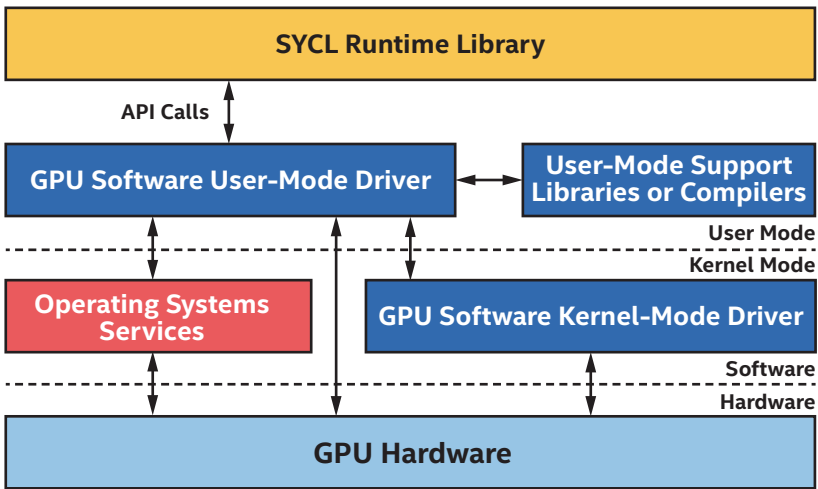 SYCL Runtime Library
API Calls
GPU Software User-Mode Driver
User-Mode Support
Libraries or Compilers
User Mode
Kernel Mode
Operating Systems
Services
GPU Software Kernel-Mode Driver
Software
Hardware
GPU Hardware